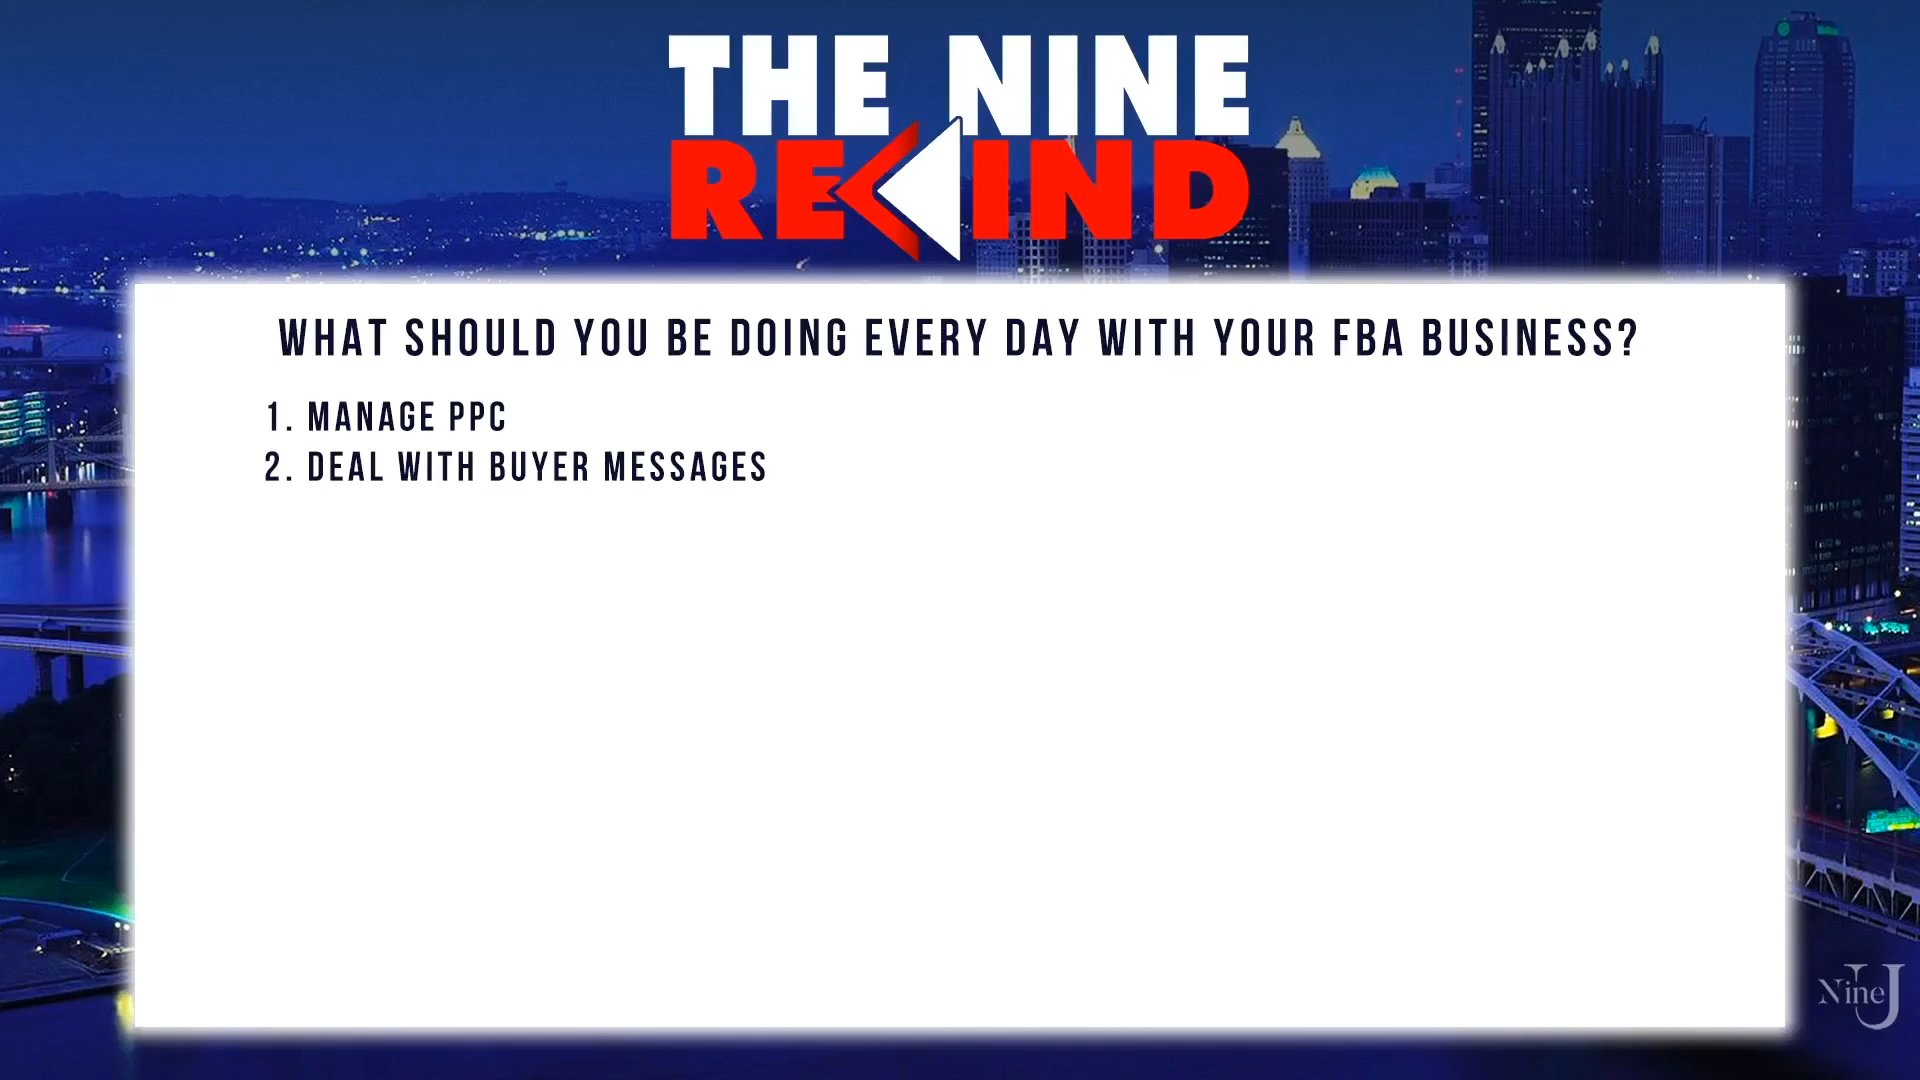 THE NINE
REWIND
WHAT SHOULD YOU BE DOING EVERY DAY WITH YOUR FBA BUSINESS?
1. MANAGE PPC
2. DEAL WITH BUYER MESSAGES
Nine U